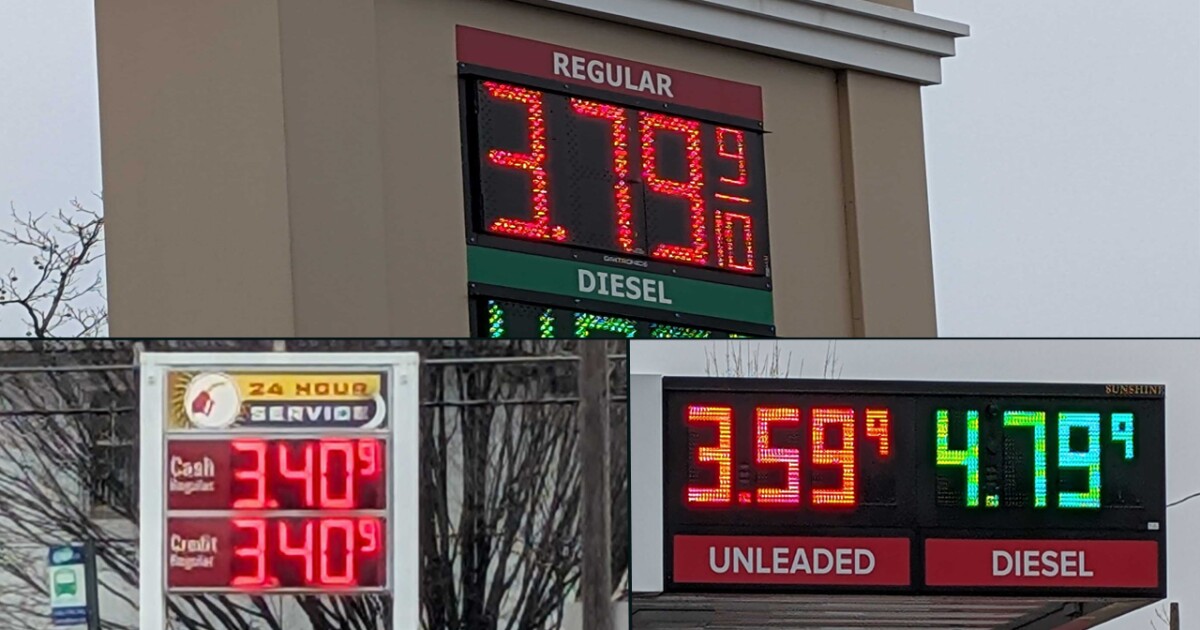 REGULAR
3.79 9/10
DIESEL
24 HOUR
SERVICE
Cash
Regular
3.40 9
Credit
Regular
3.40 9
SUNSHINE
3.59 9
4.79 9
UNLEADED
DIESEL